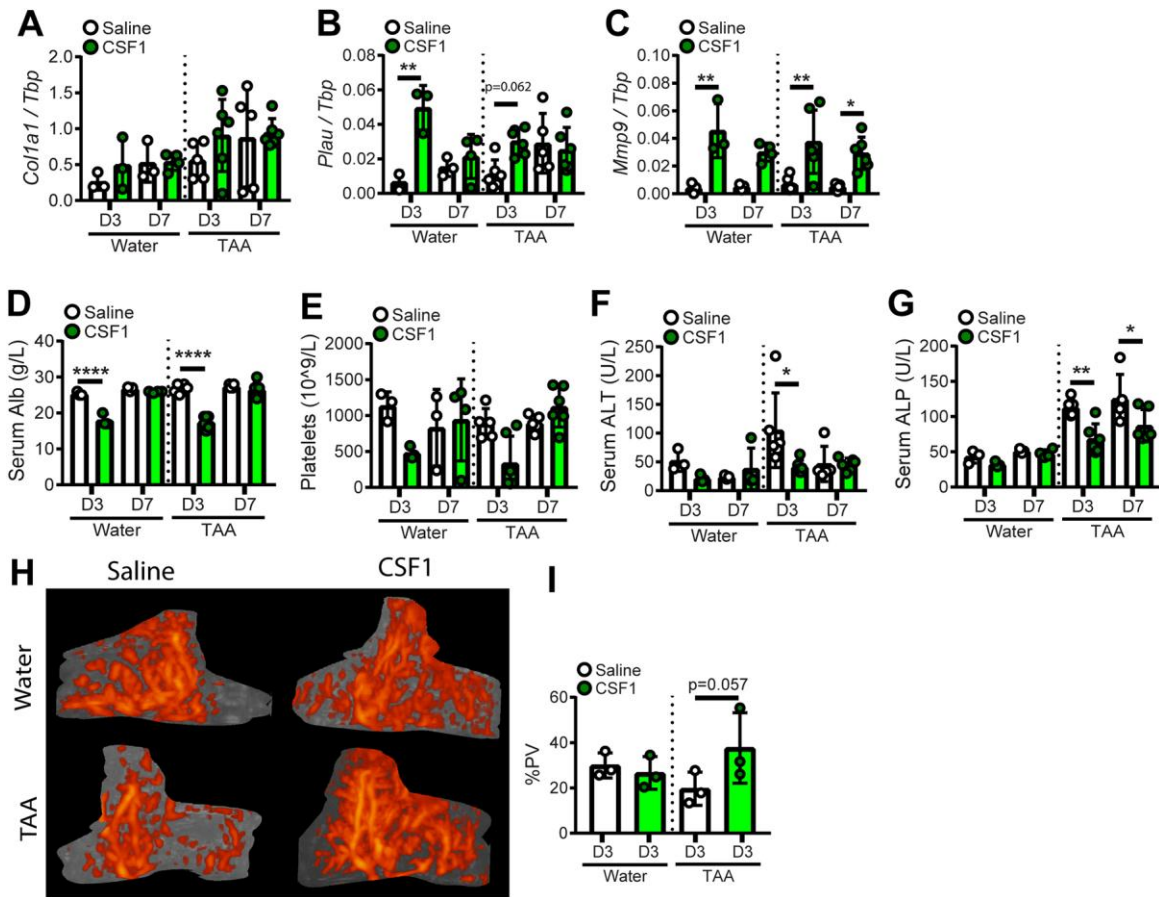 A
Saline
CSF1
Col1a1 / Tbp
2.0
1.5
1.0
0.5
0.0
D3 D7 D3 D7
Water TAA
B
Saline
CSF1
Plau / Tbp
0.08
0.06
0.04
0.02
0.00
**
p=0.062
D3 D7 D3 D7
Water TAA
C
Saline
CSF1
Mmp9 / Tbp
0.10
0.08
0.06
0.04
0.02
0.00
** ** *
D3 D7 D3 D7
Water TAA
D
Saline
CSF1
Serum Alb (g/L)
40
30
20
10
0
**** ****
D3 D7 D3 D7
Water TAA
E
Saline
CSF1
Platelets (10^9/L)
2000
1500
1000
500
0
D3 D7 D3 D7
Water TAA
F
Saline
CSF1
Serum ALT (U/L)
250
200
150
100
50
0
*
D3 D7 D3 D7
Water TAA
G
Saline
CSF1
Serum ALP (U/L)
250
200
150
100
50
0
** *
D3 D7 D3 D7
Water TAA
H
Saline CSF1
Water
TAA
I
Saline
CSF1
%PV
60
40
20
0
p=0.057
D3 D3 D3 D3
Water TAA